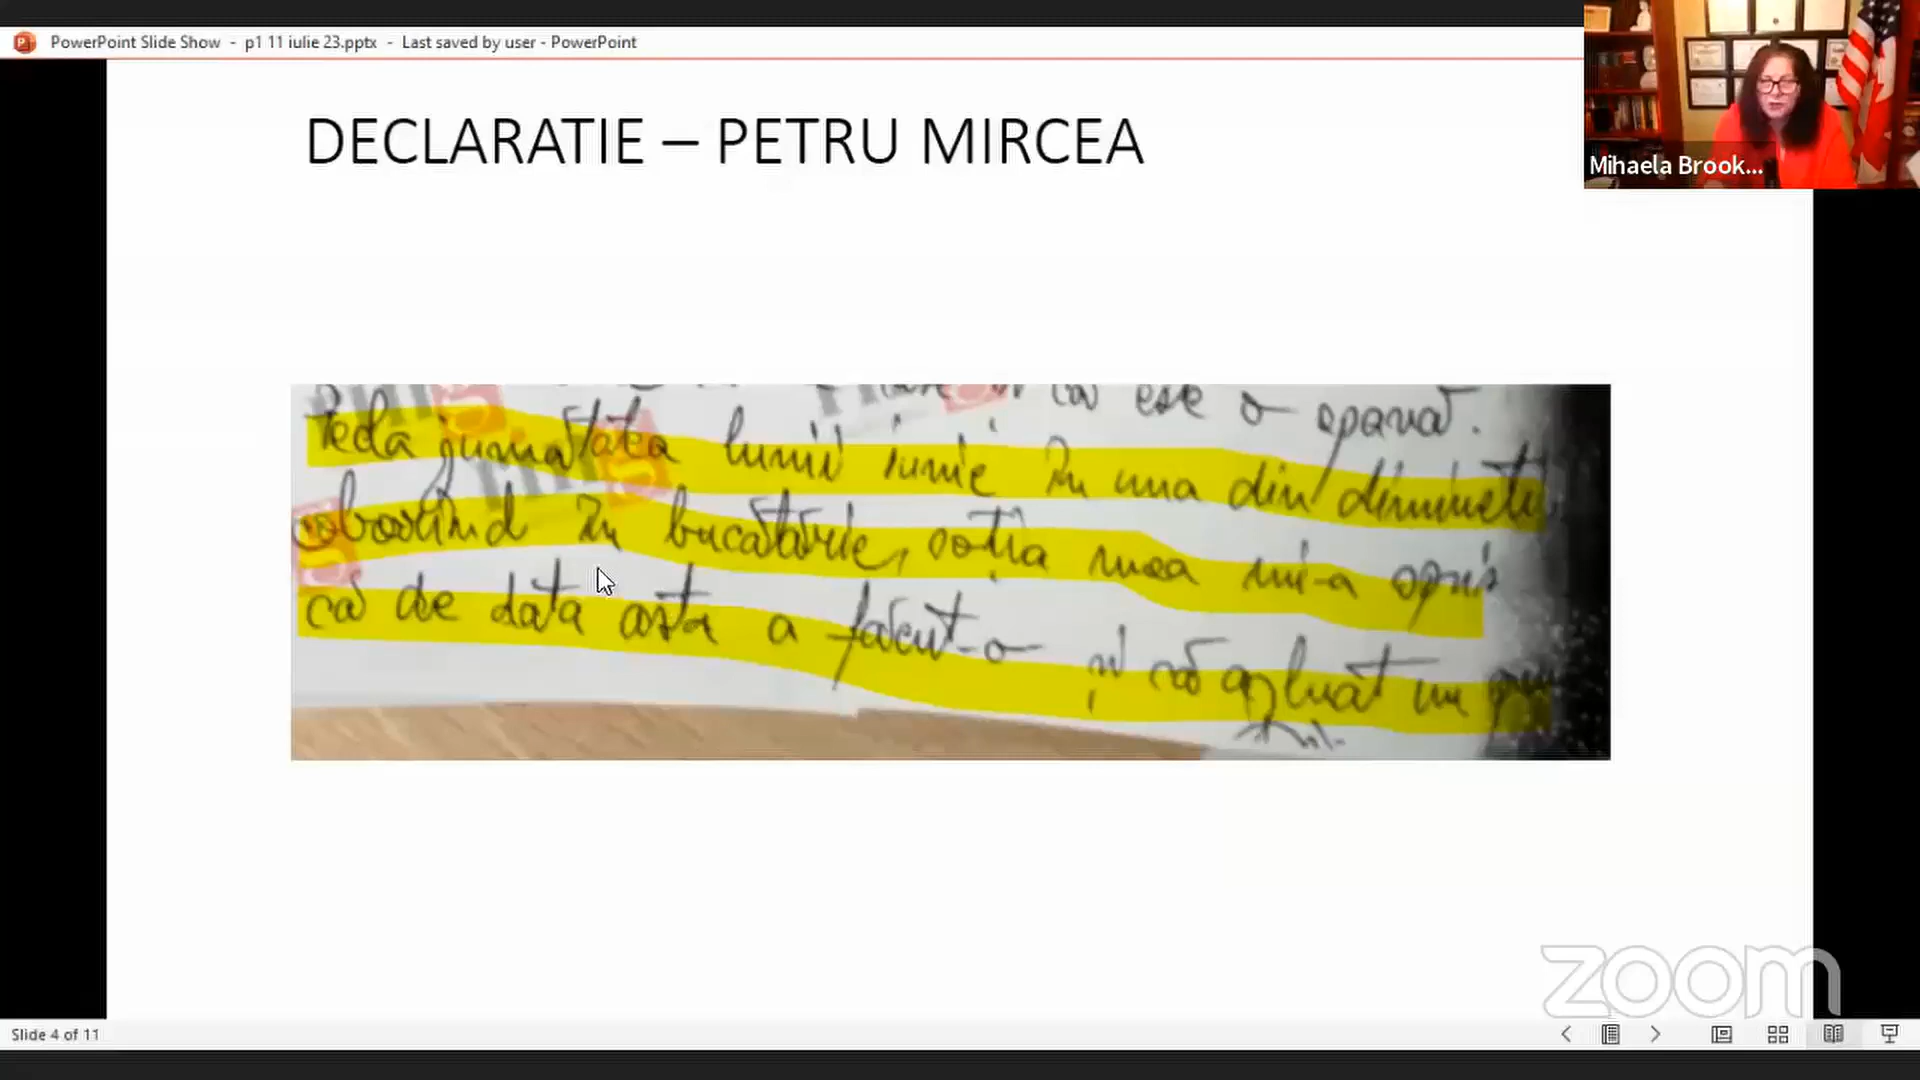 PowerPoint Slide Show - p1 11 iulie 23.pptx - Last saved by user - PowerPoint
DECLARATIE – PETRU MIRCEA
Mihaela Brook...
că este o epavă.
Pe la jumătatea lunii iunie în una din dimineți
coborînd în bucătărie, soția mea mi-a spus
că de data asta a făcut-o și că a luat un
zoom
Slide 4 of 11